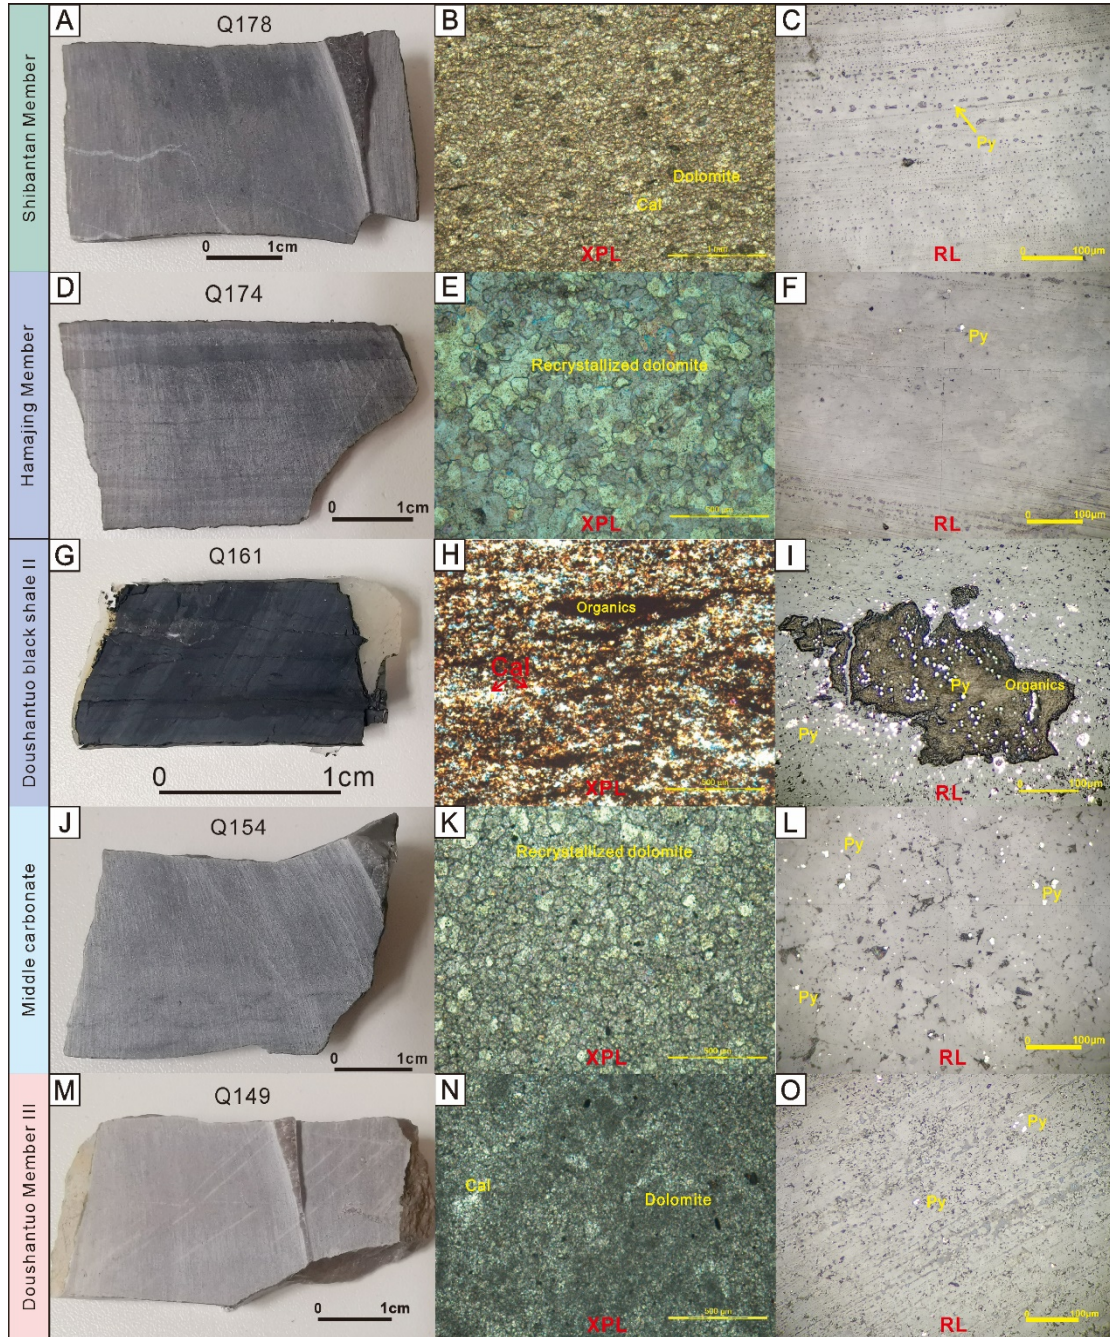 Shibantan Member
A
Q178
0 1cm
B
Dolomite
Cal
XPL
1 mm
C
Py
RL
0 100μm
Hamajing Member
D
Q174
0 1cm
E
Recrystallized dolomite
XPL
500 μm
F
Py
RL
0 100μm
Doushantuo black shale II
G
Q161
0 1cm
H
Organics
Cal
XPL
500 μm
I
Py
Organics
Py
RL
0 100μm
Middle carbonate
J
Q154
0 1cm
K
Recrystallized dolomite
XPL
500 μm
L
Py
Py
Py
RL
0 100μm
Doushantuo Member III
M
Q149
0 1cm
N
Cal
Dolomite
XPL
500 μm
O
Py
Py
RL
0 100μm